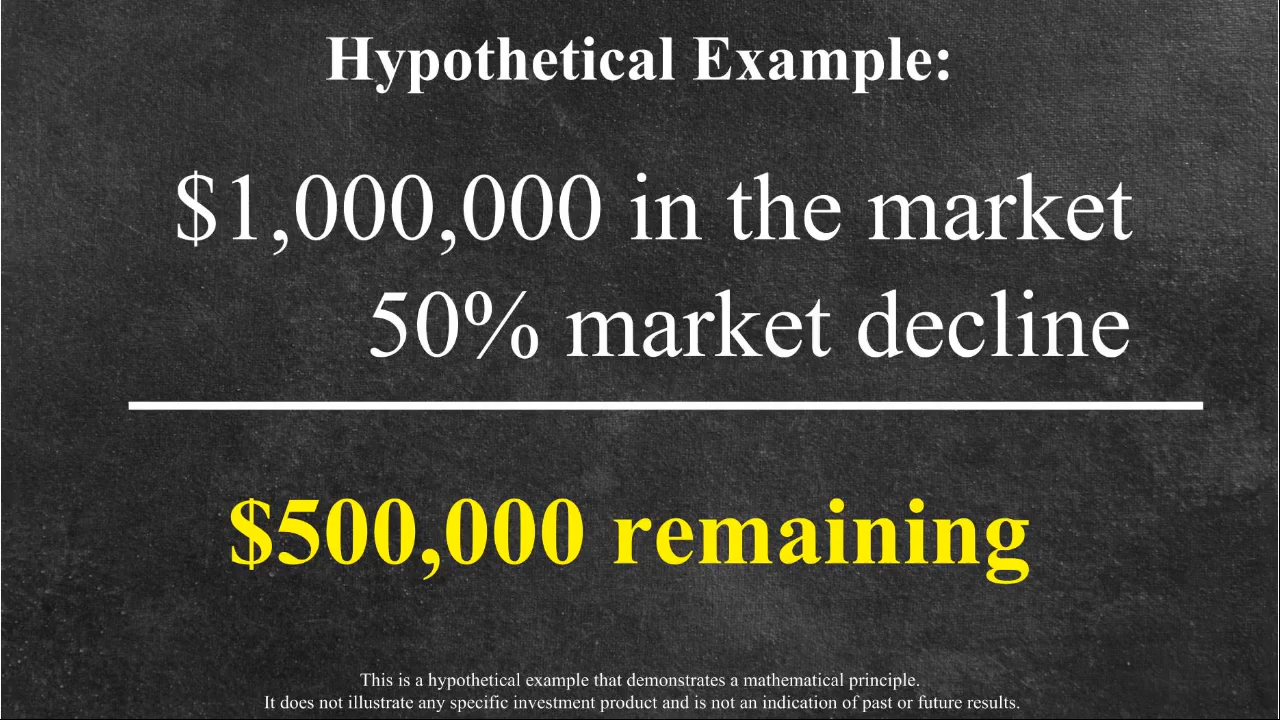 Hypothetical Example:
$1,000,000 in the market
50% market decline
$500,000 remaining
This is a hypothetical example that demonstrates a mathematical principle.
It does not illustrate any specific investment product and is not an indication of past or future results.